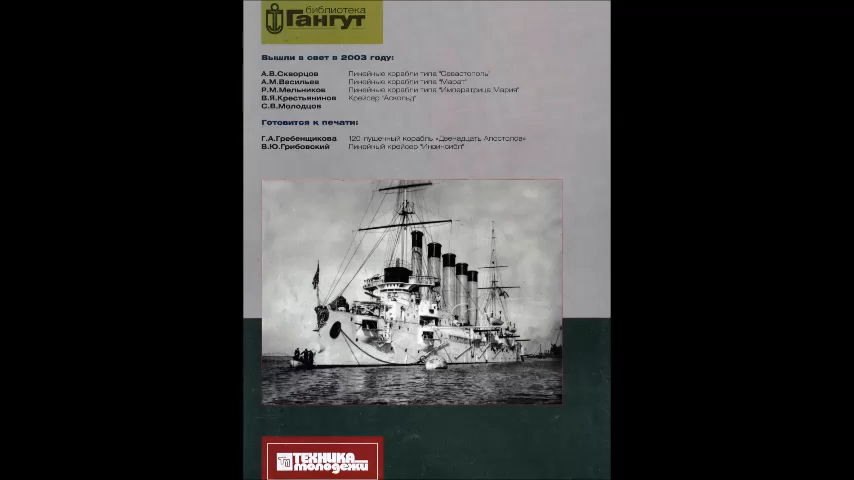 библиотека
Гангут
Вышли в свет в 2003 году:
А.В.Скворцов Линейные корабли типа "Севастополь"
А.М.Васильев Линейные корабли типа "Марат"
Р.М.Мельников Линейные корабли типа "Императрица Мария"
В.Я.Крестьянинов Крейсер "Аскольд"
С.В.Молодцов
Готовится к печати:
Г.А.Гребенщикова 120-пушечный корабль «Двенадцать Апостолов»
В.Ю.Грибовский Линейный крейсер "Инвинсибл"
ТМ ТЕХНИКА
молодежи